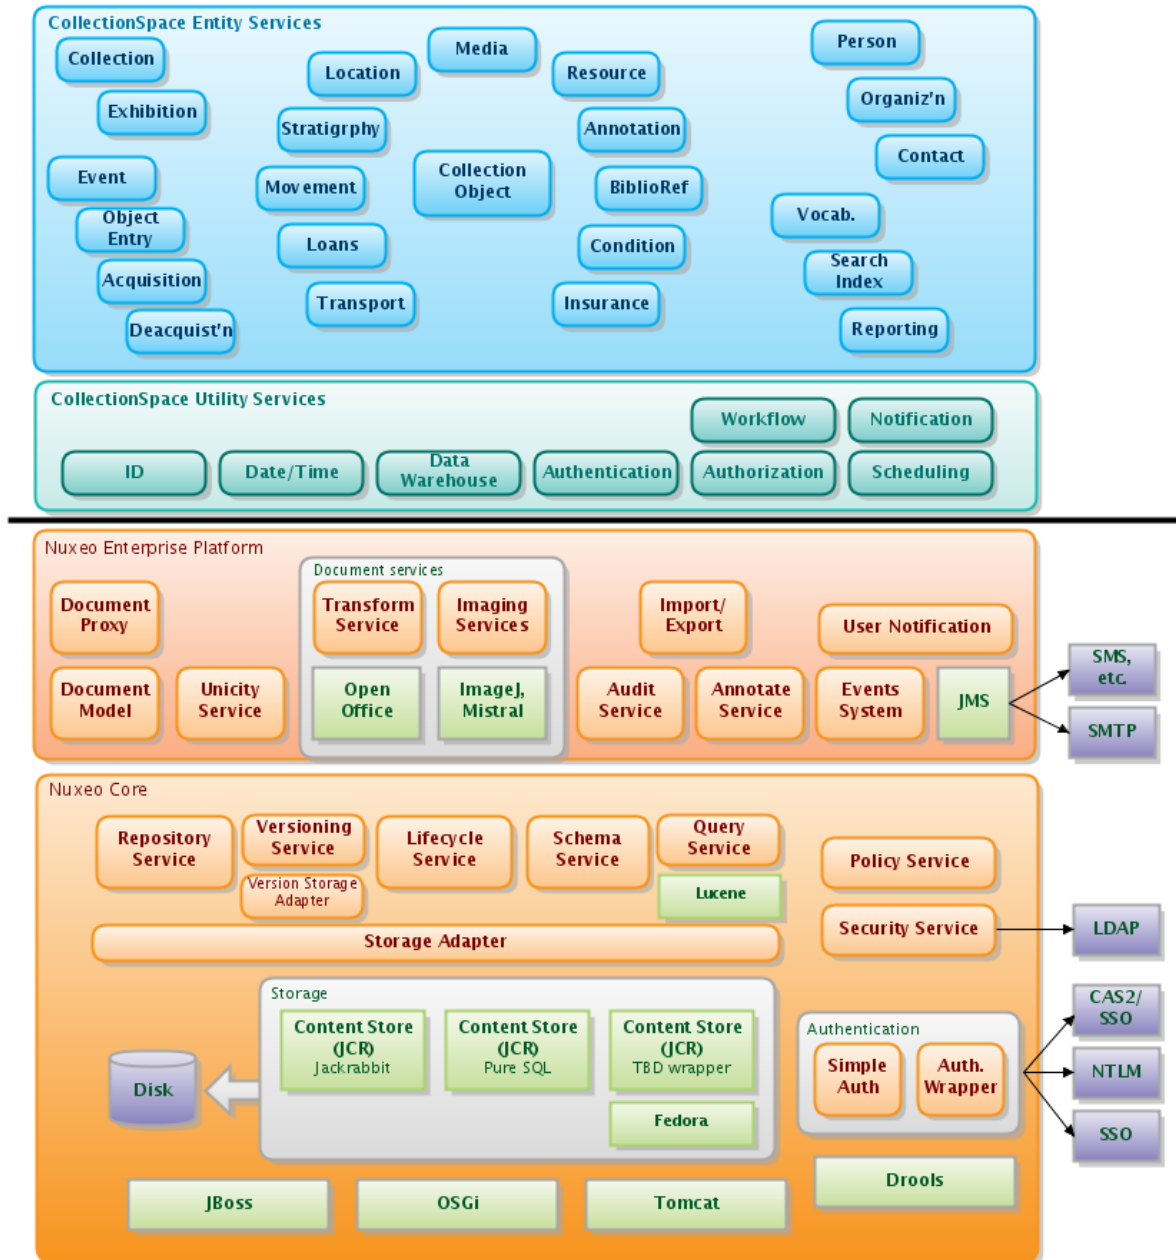 CollectionSpace Entity Services
Collection
Exhibition
Event
Object
Entry
Acquisition
Deacquist'n
Location
Stratigrphy
Movement
Loans
Transport
Media
Collection
Object
Resource
Annotation
BiblioRef
Condition
Insurance
Person
Organiz'n
Contact
Vocab.
Search
Index
Reporting
CollectionSpace Utility Services
Workflow
Notification
ID
Date/Time
Data
Warehouse
Authentication
Authorization
Scheduling
Nuxeo Enterprise Platform
Document
Proxy
Document
Model
Unicity
Service
Document services
Transform
Service
Imaging
Services
Open
Office
ImageJ,
Mistral
Import/
Export
User Notification
Audit
Service
Annotate
Service
Events
System
JMS
SMS,
etc.
SMTP
Nuxeo Core
Repository
Service
Versioning
Service
Version Storage
Adapter
Lifecycle
Service
Schema
Service
Query
Service
Lucene
Policy Service
Storage Adapter
Security Service
LDAP
Storage
Content Store
(JCR)
Jackrabbit
Content Store
(JCR)
Pure SQL
Content Store
(JCR)
TBD wrapper
Fedora
Disk
Authentication
Simple
Auth
Auth.
Wrapper
CAS2/
SSO
NTLM
SSO
JBoss
OSGi
Tomcat
Drools